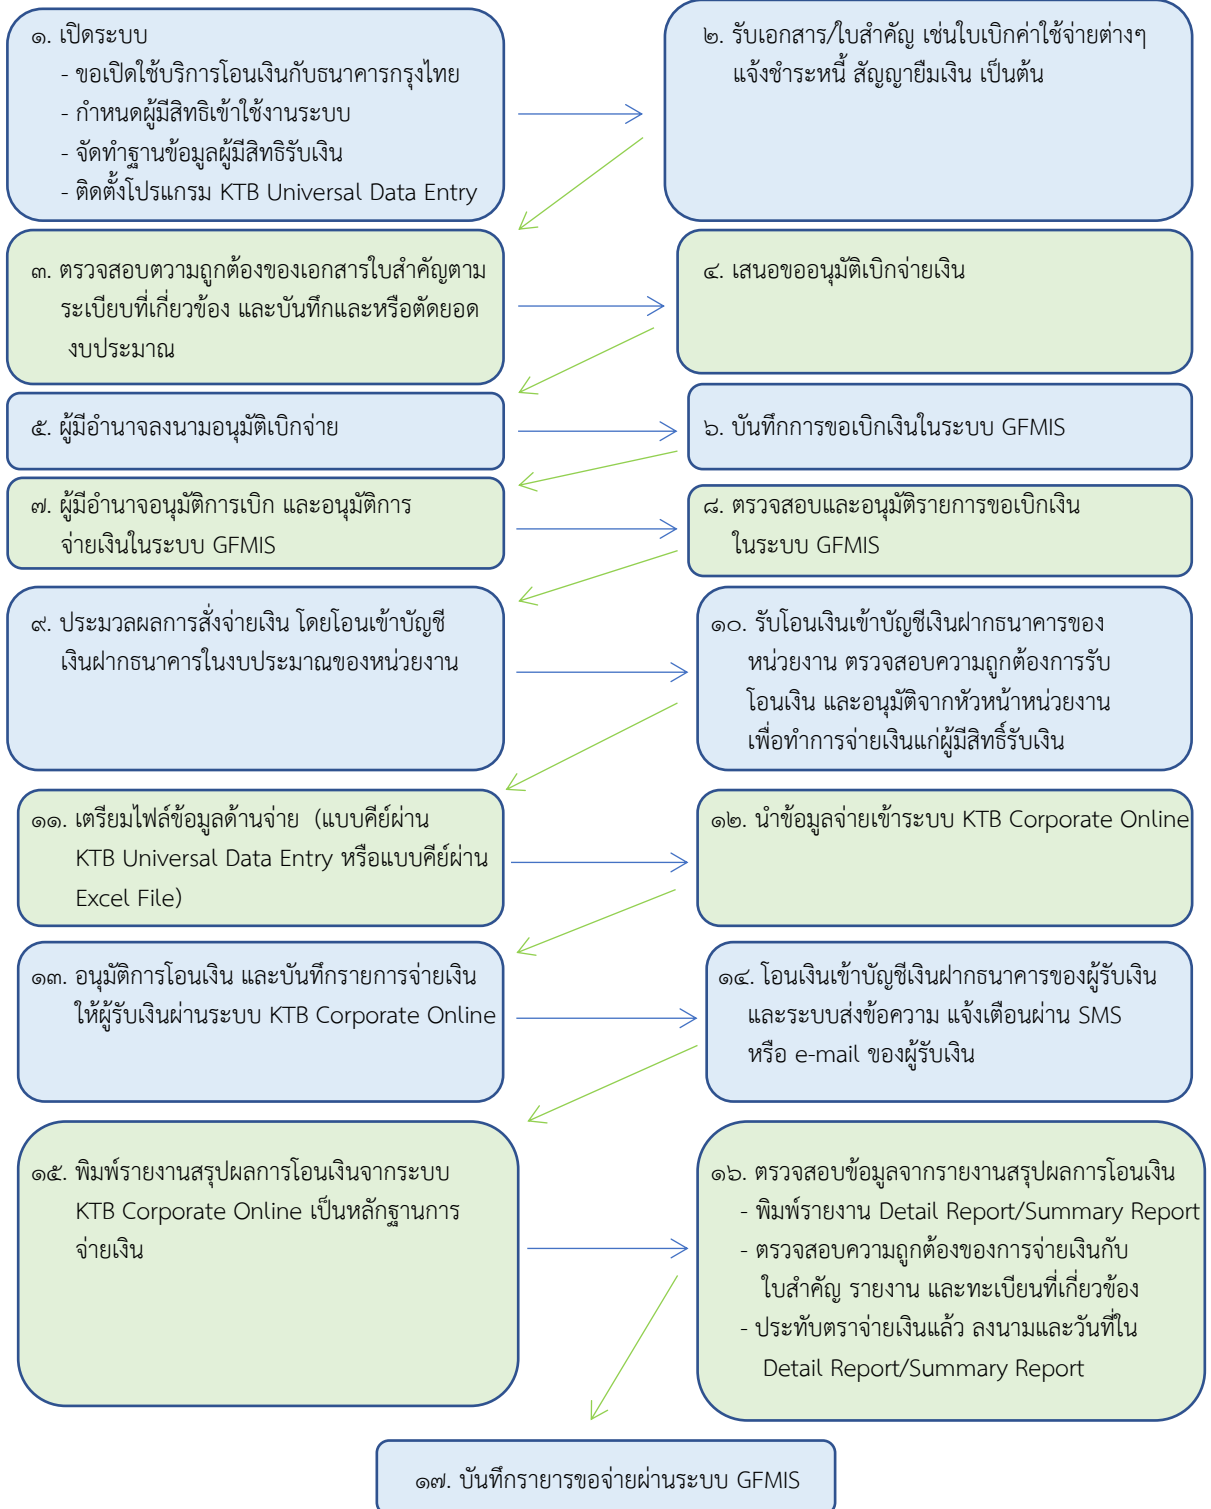 ๑. เปิดระบบ
- ขอเปิดใช้บริการโอนเงินกับธนาคารกรุงไทย
- กำหนดผู้มีสิทธิเข้าใช้งานระบบ
- จัดทำฐานข้อมูลผู้มีสิทธิรับเงิน
- ติดตั้งโปรแกรม KTB Universal Data Entry
๒. รับเอกสาร/ใบสำคัญ เช่นใบเบิกค่าใช้จ่ายต่างๆ
แจ้งชำระหนี้ สัญญายืมเงิน เป็นต้น
๓. ตรวจสอบตวามถูกต้องของเอกสารใบสำคัญตาม
ระเบียบที่เกี่ยวข้อง และบันทึกและหรือตัดยอด
งบประมาณ
๔. เสนอขออนุมัติเบิกจ่ายเงิน
๕. ผู้มีอำนาจลงนามอนุมัติเบิกจ่าย
๖. บันทึกการขอเบิกเงินในระบบ GFMIS
๗. ผู้มีอำนาจอนุมัติการเบิก และอนุมัติการ
จ่ายเงินในระบบ GFMIS
๘. ตรวจสอบและอนุมัติรายการขอเบิกเงิน
ในระบบ GFMIS
๙. ประมวลผลการสั่งจ่ายเงิน โดยโอนเข้าบัญชี
เงินฝากธนาคารในงบประมาณของหน่วยงาน
๑๐. รับโอนเงินเข้าบัญชีเงินฝากธนาคารของ
หน่วยงาน ตรวจสอบความถูกต้องการรับ
โอนเงิน และอนุมัติจากหัวหน้าหน่วยงาน
เพื่อทำการจ่ายเงินแก่ผู้มีสิทธิ์รับเงิน
๑๑. เตรียมไฟล์ข้อมูลด้านจ่าย (แบบคีย์ผ่าน
KTB Universal Data Entry หรือแบบคีย์ผ่าน
Excel File)
๑๒. นำข้อมูลจ่ายเข้าระบบ KTB Corporate Online
๑๓. อนุมัติการโอนเงิน และบันทึกรายการจ่ายเงิน
ให้ผู้รับเงินผ่านระบบ KTB Corporate Online
๑๔. โอนเงินเข้าบัญชีเงินฝากธนาคารของผู้รับเงิน
และระบบส่งข้อความ แจ้งเตือนผ่าน SMS
หรือ e-mail ของผู้รับเงิน
๑๕. พิมพ์รายงานสรุปผลการโอนเงินจากระบบ
KTB Corporate Online เป็นหลักฐานการ
จ่ายเงิน
๑๖. ตรวจสอบข้อมูลจากรายงานสรุปผลการโอนเงิน
- พิมพ์รายงาน Detail Report/Summary Report
- ตรวจสอบความถูกต้องของการจ่ายเงินกับ
ใบสำคัญ รายงาน และทะเบียนที่เกี่ยวข้อง
- ประทับตราจ่ายเงินแล้ว ลงนามและวันที่ใน
Detail Report/Summary Report
๑๗. บันทึกรายารขอจ่ายผ่านระบบ GFMIS